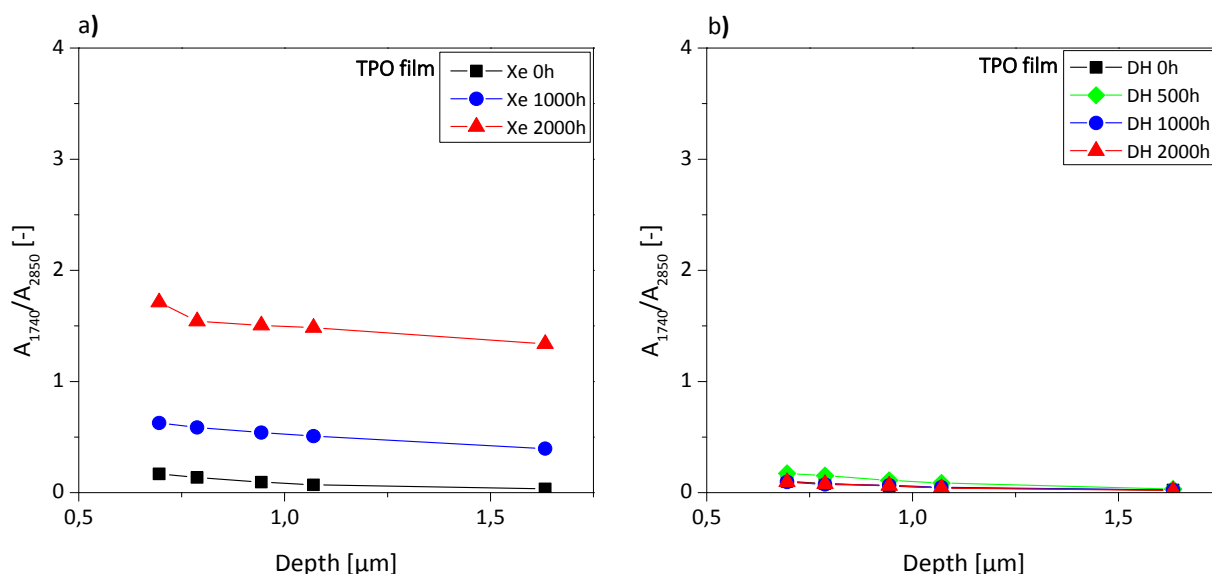 a)
TPO film
Xe 0h
Xe 1000h
Xe 2000h
4
3
2
1
0
A1740/A2850 [-]
0,5
1,0
1,5
Depth [µm]
b)
TPO film
DH 0h
DH 500h
DH 1000h
DH 2000h
4
3
2
1
0
A1740/A2850 [-]
0,5
1,0
1,5
Depth [µm]